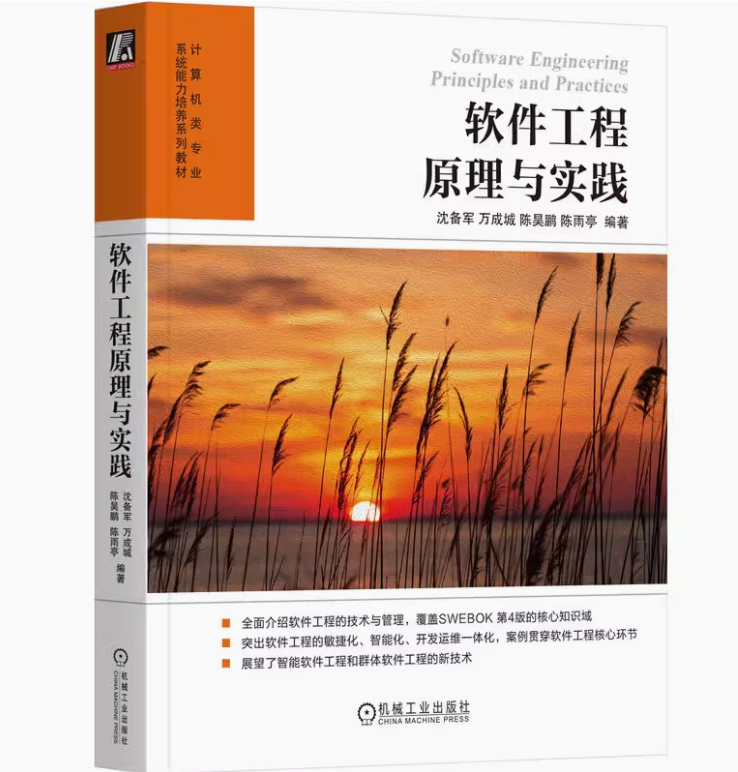 HZ BOOKS
计算机类专业
系统能力培养系列教材
Software Engineering
Principles and Practices
软件工程
原理与实践
沈备军 万成城 陈昊鹏 陈雨亭 编著
软件工程原理与实践
沈备军 万成城
陈昊鹏 陈雨亭 编著
全面介绍软件工程的技术与管理，覆盖SWEBOK 第4版的核心知识域
突出软件工程的敏捷化、智能化、开发运维一体化，案例贯穿软件工程核心环节
展望了智能软件工程和群体软件工程的新技术
机械工业出版社
CHINA MACHINE PRESS
机械工业出版社
CHINA MACHINE PRESS